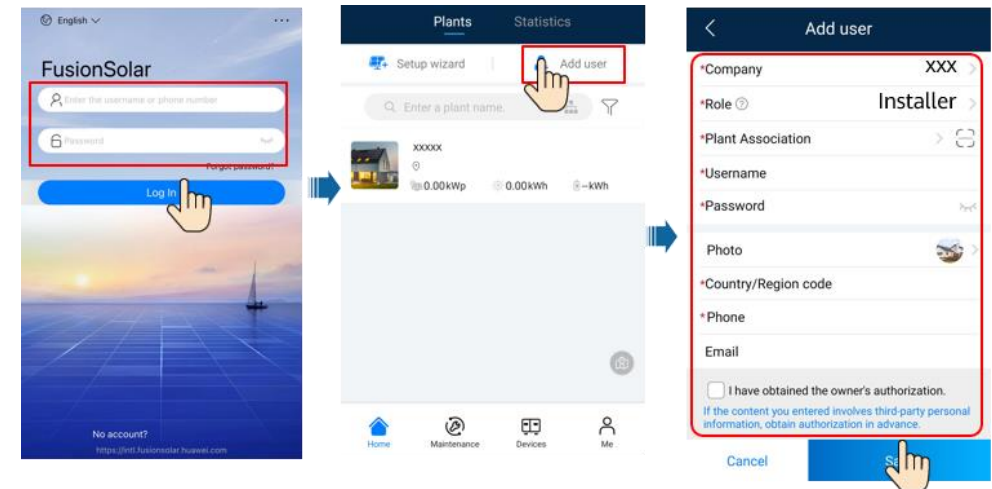 English
FusionSolar
Enter the username or phone number
Password
Forgot password?
Log In
No account?
https://intl.fusionsolar.huawei.com
Plants Statistics
Setup wizard Add user
Enter a plant name.
xxxxx
0.00kWp 0.00kWh --kWh
Home Maintenance Devices Me
Add user
*Company XXX
*Role Installer
*Plant Association
*Username
*Password
Photo
*Country/Region code
*Phone
Email
I have obtained the owner's authorization.
If the content you entered involves third-party personal
information, obtain authorization in advance.
Cancel